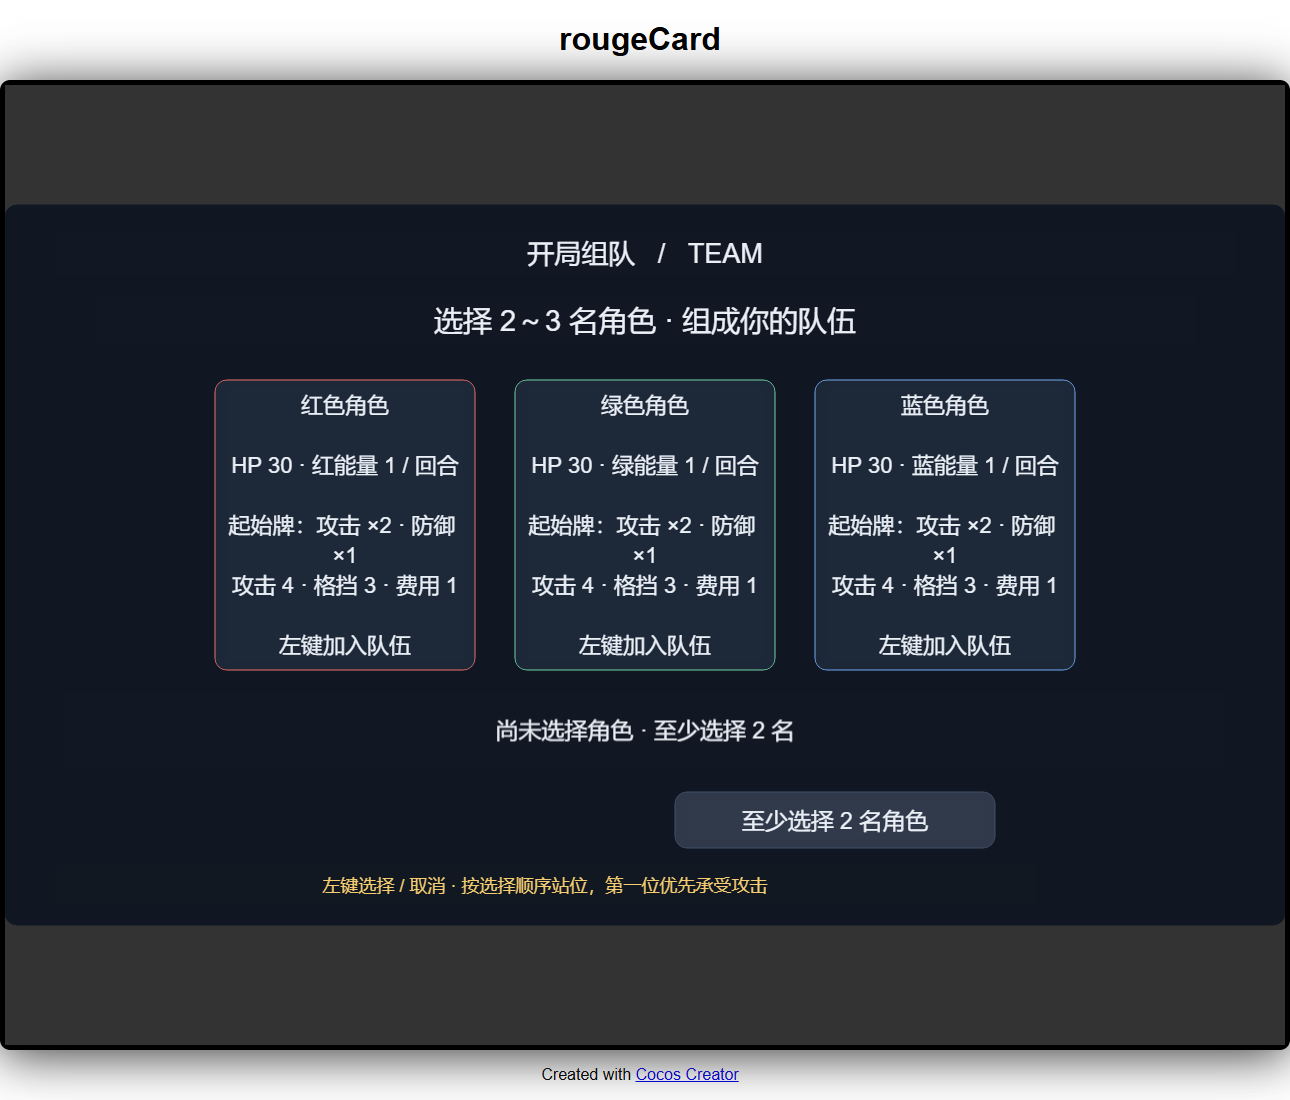 rougeCard
开局组队 / TEAM
选择 2～3 名角色 · 组成你的队伍
红色角色
HP 30 · 红能量 1 / 回合
起始牌：攻击 ×2 · 防御
×1
攻击 4 · 格挡 3 · 费用 1
左键加入队伍
绿色角色
HP 30 · 绿能量 1 / 回合
起始牌：攻击 ×2 · 防御
×1
攻击 4 · 格挡 3 · 费用 1
左键加入队伍
蓝色角色
HP 30 · 蓝能量 1 / 回合
起始牌：攻击 ×2 · 防御
×1
攻击 4 · 格挡 3 · 费用 1
左键加入队伍
尚未选择角色 · 至少选择 2 名
至少选择 2 名角色
左键选择 / 取消 · 按选择顺序站位，第一位优先承受攻击
Created with Cocos Creator